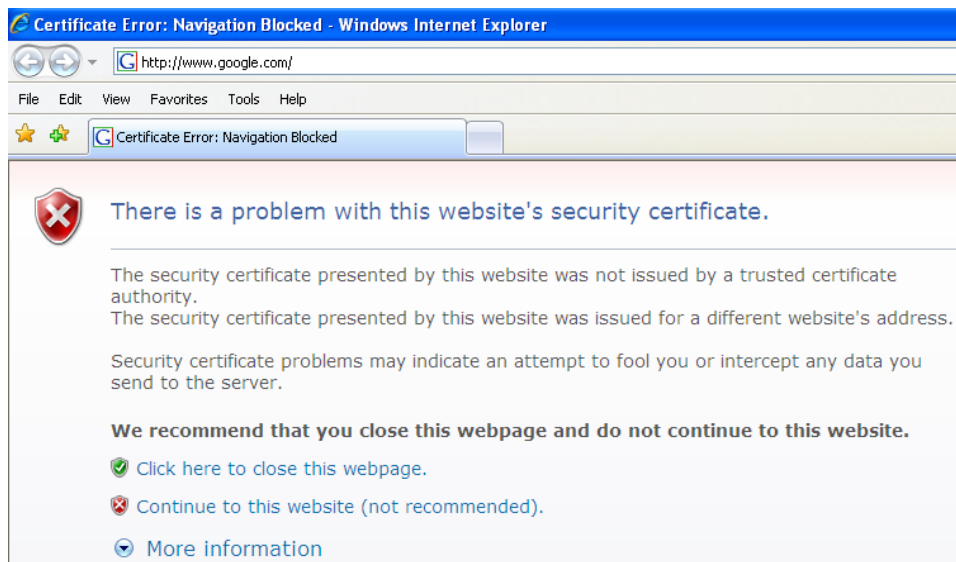 Certificate Error: Navigation Blocked - Windows Internet Explorer
http://www.google.com/
File Edit View Favorites Tools Help
Certificate Error: Navigation Blocked
There is a problem with this website's security certificate.
The security certificate presented by this website was not issued by a trusted certificate
authority.
The security certificate presented by this website was issued for a different website's address.
Security certificate problems may indicate an attempt to fool you or intercept any data you
send to the server.
We recommend that you close this webpage and do not continue to this website.
Click here to close this webpage.
Continue to this website (not recommended).
More information